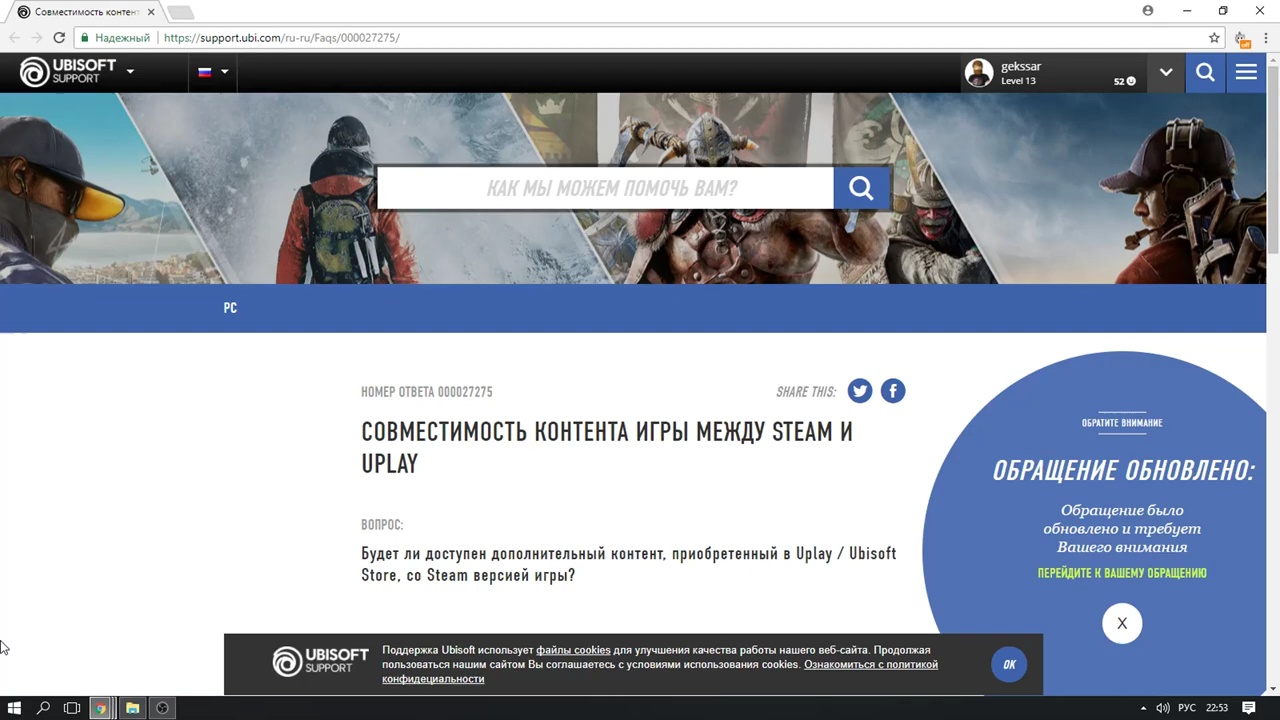 Совместимость контент
Надежный
https://support.ubi.com/ru-ru/Faqs/000027275/
off
UBISOFT
SUPPORT
gekssar
Level 13
52
КАК МЫ МОЖЕМ ПОМОЧЬ ВАМ?
PC
НОМЕР ОТВЕТА 000027275
SHARE THIS:
СОВМЕСТИМОСТЬ КОНТЕНТА ИГРЫ МЕЖДУ STEAM И
UPLAY
ВОПРОС:
Будет ли доступен дополнительный контент, приобретенный в Uplay / Ubisoft
Store, со Steam версией игры?
ОБРАТИТЕ ВНИМАНИЕ
ОБРАЩЕНИЕ ОБНОВЛЕНО:
Обращение было
обновлено и требует
Вашего внимания
ПЕРЕЙДИТЕ К ВАШЕМУ ОБРАЩЕНИЮ
X
UBISOFT
SUPPORT
Поддержка Ubisoft использует файлы cookies для улучшения качества работы нашего веб-сайта. Продолжая
пользоваться нашим сайтом Вы соглашаетесь с условиями использования cookies. Ознакомиться с политикой
конфидециальности
OK
РУС
22:53